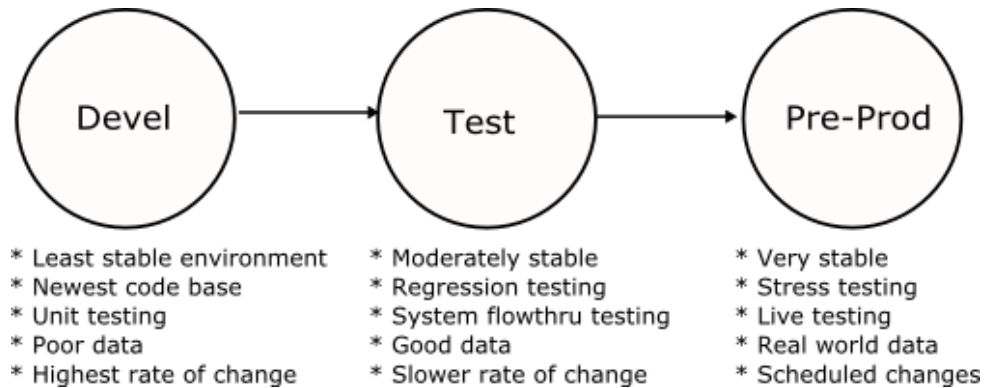 Devel
Test
Pre-Prod
* Least stable environment
* Newest code base
* Unit testing
* Poor data
* Highest rate of change
* Moderately stable
* Regression testing
* System flowthru testing
* Good data
* Slower rate of change
* Very stable
* Stress testing
* Live testing
* Real world data
* Scheduled changes